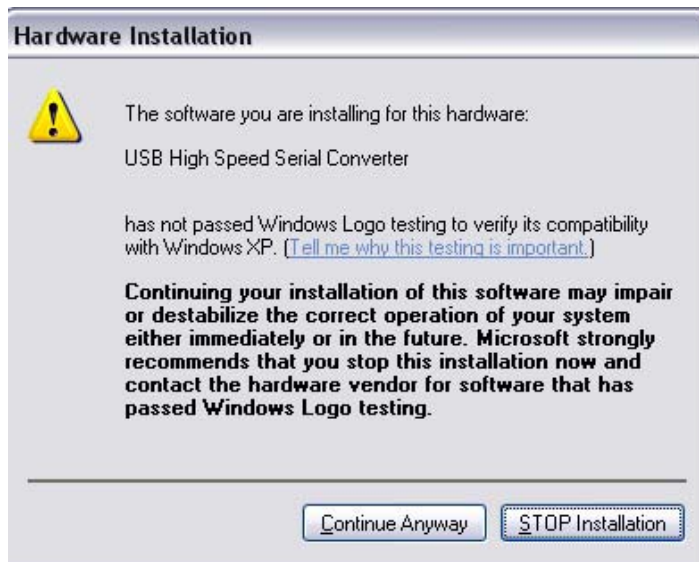 Hardware Installation
The software you are installing for this hardware:
USB High Speed Serial Converter
has not passed Windows Logo testing to verify its compatibility
with Windows XP. (Tell me why this testing is important.)
Continuing your installation of this software may impair
or destabilize the correct operation of your system
either immediately or in the future. Microsoft strongly
recommends that you stop this installation now and
contact the hardware vendor for software that has
passed Windows Logo testing.
Continue Anyway
STOP Installation